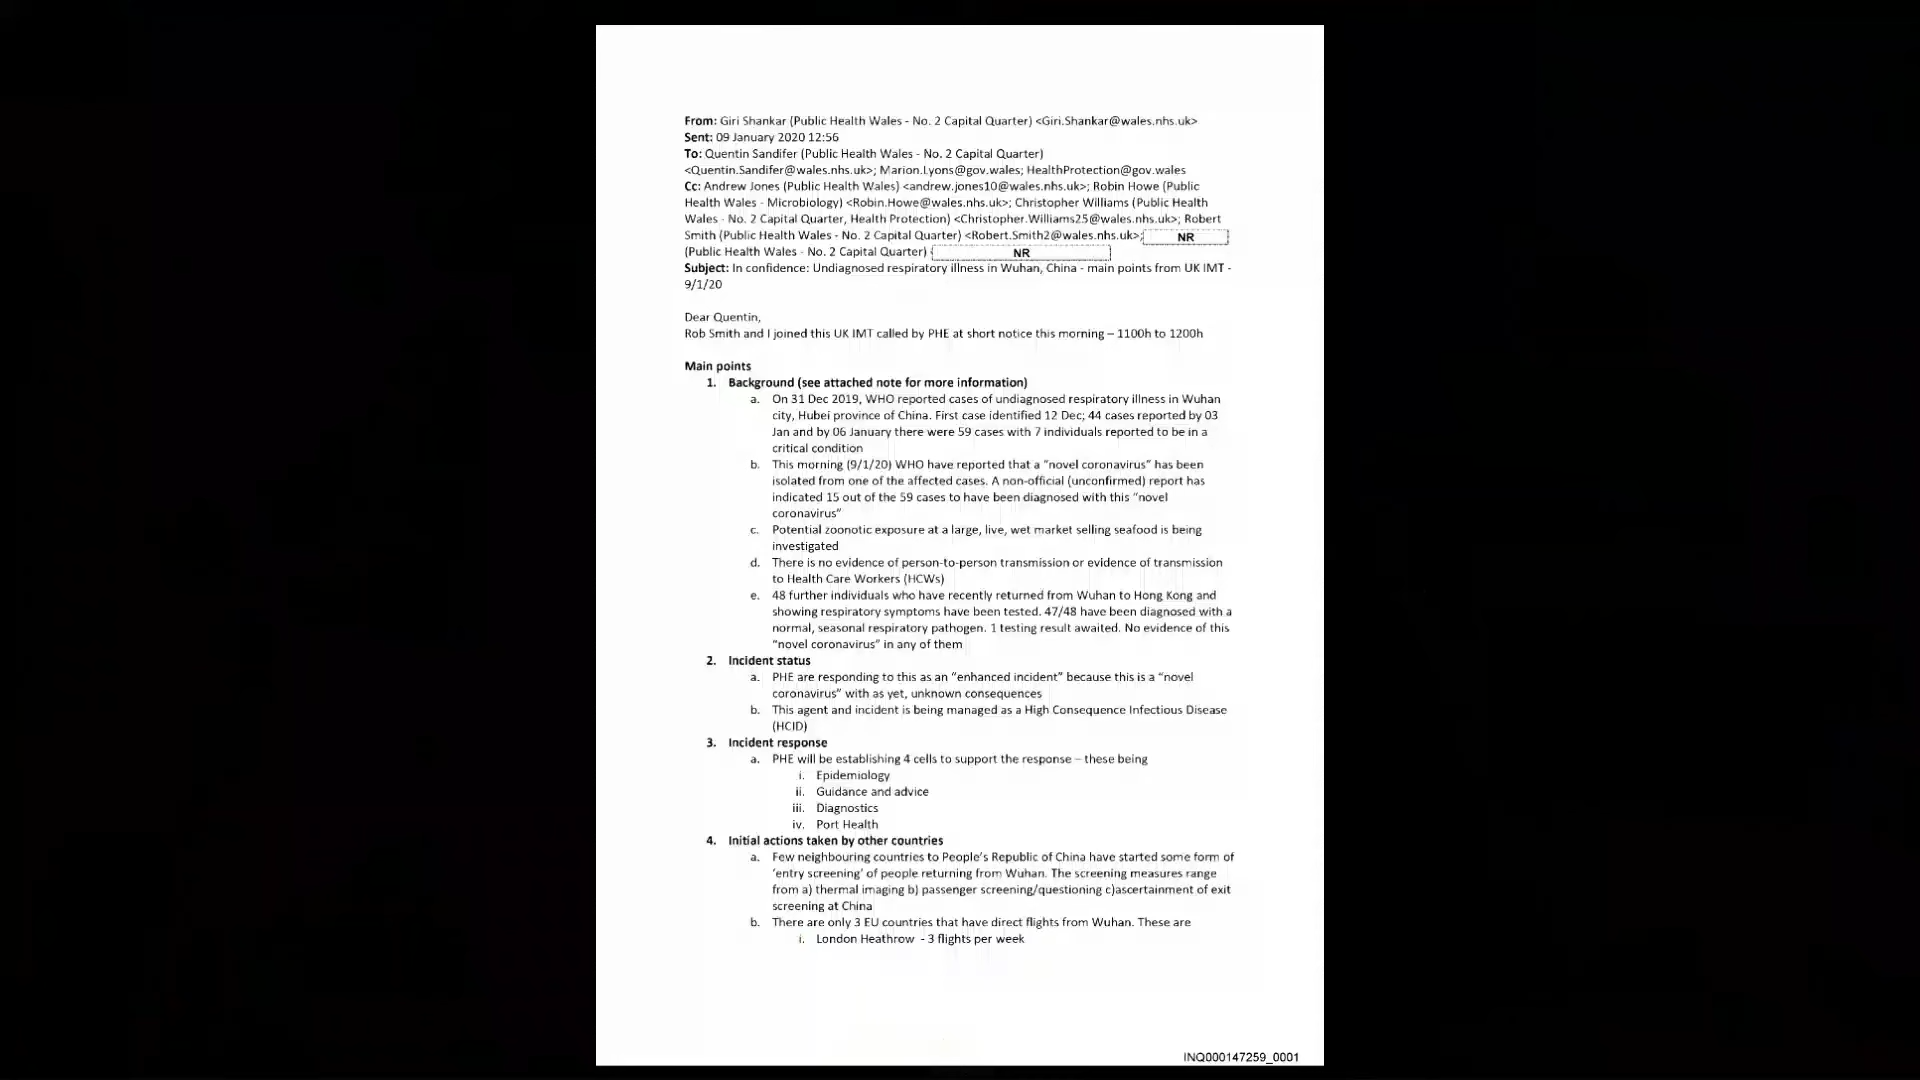 From: Giri Shankar (Public Health Wales - No. 2 Capital Quarter) <Giri.Shankar@wales.nhs.uk>
Sent: 09 January 2020 12:56
To: Quentin Sandifer (Public Health Wales - No. 2 Capital Quarter)
<Quentin.Sandifer@wales.nhs.uk>; Marion.Lyons@gov.wales; HealthProtection@gov.wales
Cc: Andrew Jones (Public Health Wales) <andrew.jones10@wales.nhs.uk>; Robin Howe (Public
Health Wales - Microbiology) <Robin.Howe@wales.nhs.uk>; Christopher Williams (Public Health
Wales - No. 2 Capital Quarter, Health Protection) <Christopher.Williams25@wales.nhs.uk>; Robert
Smith (Public Health Wales - No. 2 Capital Quarter) <Robert.Smith2@wales.nhs.uk>; NR
(Public Health Wales - No. 2 Capital Quarter) NR
Subject: In confidence: Undiagnosed respiratory illness in Wuhan, China - main points from UK IMT -
9/1/20
Dear Quentin,
Rob Smith and I joined this UK IMT called by PHE at short notice this morning – 1100h to 1200h
Main points
1. Background (see attached note for more information)
a. On 31 Dec 2019, WHO reported cases of undiagnosed respiratory illness in Wuhan
city, Hubei province of China. First case identified 12 Dec; 44 cases reported by 03
Jan and by 06 January there were 59 cases with 7 individuals reported to be in a
critical condition
b. This morning (9/1/20) WHO have reported that a “novel coronavirus” has been
isolated from one of the affected cases. A non-official (unconfirmed) report has
indicated 15 out of the 59 cases to have been diagnosed with this “novel
coronavirus”
c. Potential zoonotic exposure at a large, live, wet market selling seafood is being
investigated
d. There is no evidence of person-to-person transmission or evidence of transmission
to Health Care Workers (HCWs)
e. 48 further individuals who have recently returned from Wuhan to Hong Kong and
showing respiratory symptoms have been tested. 47/48 have been diagnosed with a
normal, seasonal respiratory pathogen. 1 testing result awaited. No evidence of this
“novel coronavirus” in any of them
2. Incident status
a. PHE are responding to this as an “enhanced incident” because this is a “novel
coronavirus” with as yet, unknown consequences
b. This agent and incident is being managed as a High Consequence Infectious Disease
(HCID)
3. Incident response
a. PHE will be establishing 4 cells to support the response – these being
i. Epidemiology
ii. Guidance and advice
iii. Diagnostics
iv. Port Health
4. Initial actions taken by other countries
a. Few neighbouring countries to People’s Republic of China have started some form of
‘entry screening’ of people returning from Wuhan. The screening measures range
from a) thermal imaging b) passenger screening/questioning c)ascertainment of exit
screening at China
b. There are only 3 EU countries that have direct flights from Wuhan. These are
i. London Heathrow - 3 flights per week
INQ000147259_0001